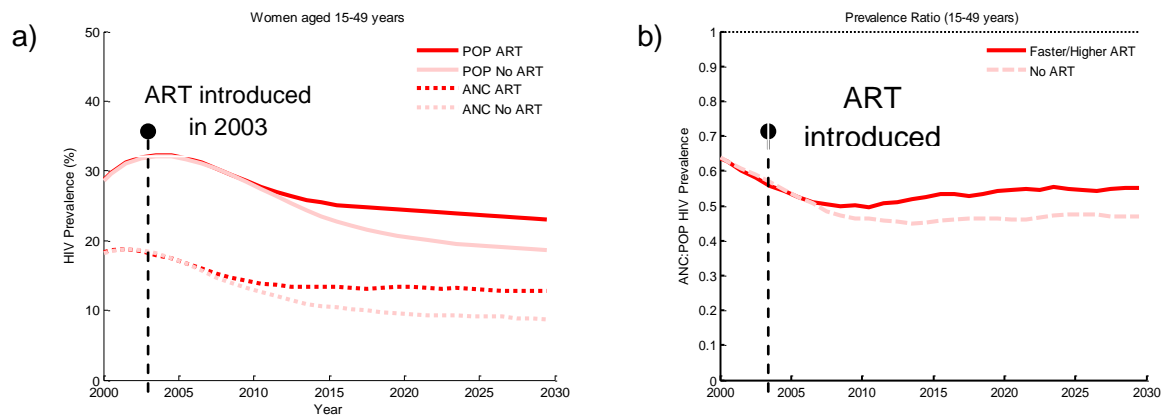 a)
Women aged 15-49 years
50
40
30
20
10
0
HIV Prevalence (%)
POP ART
POP No ART
ANC ART
ANC No ART
ART introduced
in 2003
2000 2005 2010 2015 2020 2025 2030
Year
b)
Prevalence Ratio (15-49 years)
1
0.9
0.8
0.7
0.6
0.5
0.4
0.3
0.2
0.1
0
ANC:POP HIV Prevalence
Faster/Higher ART
No ART
ART
introduced
2000 2005 2010 2015 2020 2025 2030